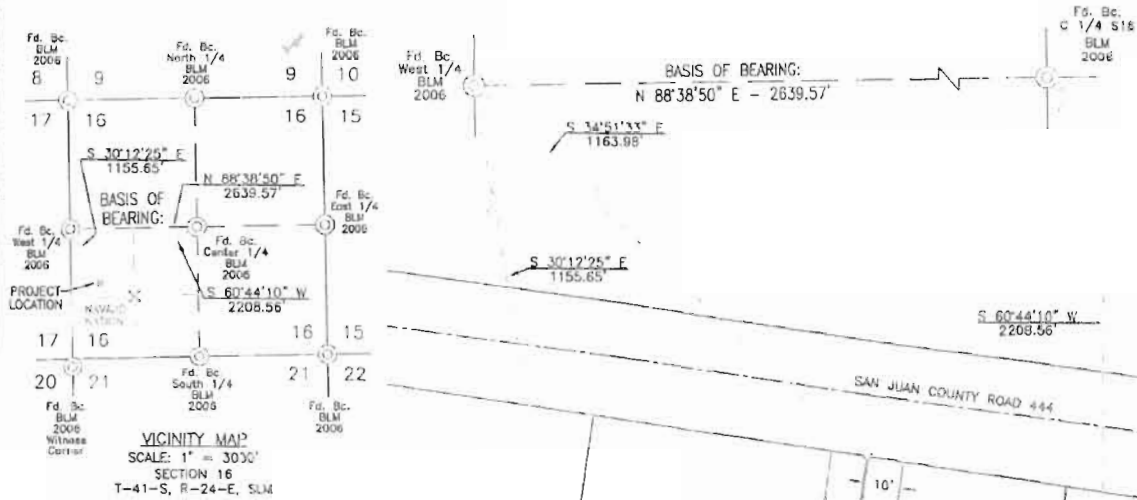 Fd. Bc.
BLM
2006
8 9
17 16
Fd. Bc.
North 1/4
BLM
2006
Fd. Bc.
BLM
2006
9 10
16 15
S 30°12'25" E
1155.65'
BASIS OF
BEARING:
N 88°38'50" E
2639.57'
Fd. Bc.
West 1/4
BLM
2006
Fd. Bc.
Center 1/4
BLM
2006
Fd. Bc.
East 1/4
BLM
2006
PROJECT
LOCATION
NAVAJO
NATION
S 60°44'10" W
2208.56'
17 16
20 21
16 15
21 22
Fd. Bc.
BLM
2006
Witness
Corner
Fd. Bc.
South 1/4
BLM
2006
Fd. Bc.
BLM
2006
VICINITY MAP
SCALE: 1" = 3000'
SECTION 16
T-41-S, R-24-E, SLM
Fd. Bc.
West 1/4
BLM
2006
BASIS OF BEARING:
N 88°38'50" E - 2639.57'
Fd. Bc.
C 1/4 S16
BLM
2006
S 34°51'33" E
1163.98'
S 30°12'25" E
1155.65'
S 60°44'10" W
2208.56'
SAN JUAN COUNTY ROAD 444
10'